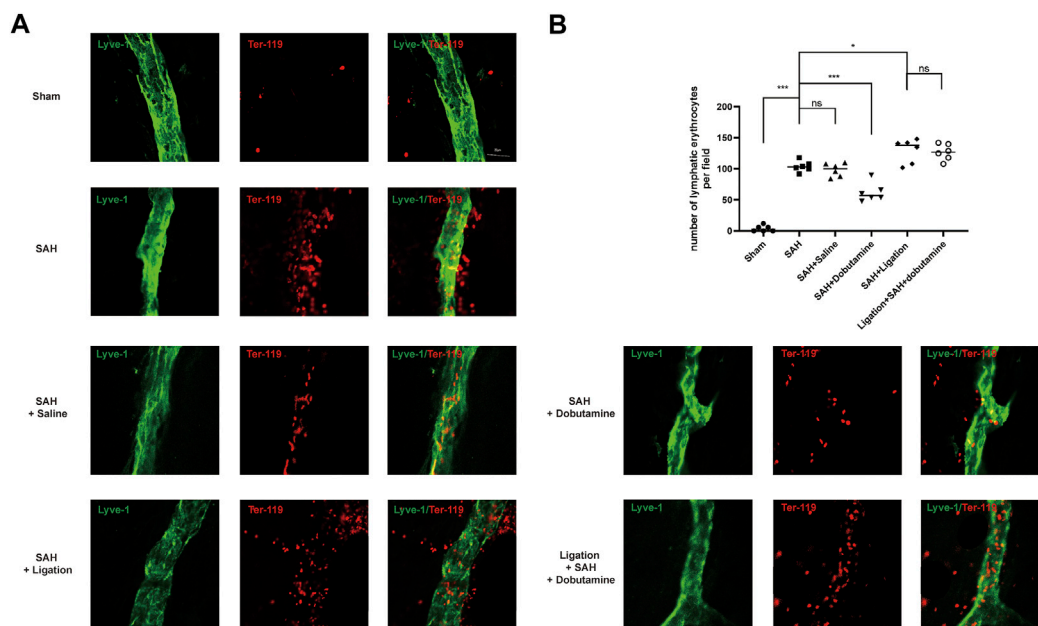 A
Lyve-1
Ter-119
Lyve-1/Ter-119
Sham
Lyve-1
Ter-119
Lyve-1/Ter-119
SAH
Lyve-1
Ter-119
Lyve-1/Ter-119
SAH
+ Saline
Lyve-1
Ter-119
Lyve-1/Ter-119
SAH
+ Ligation
B
number of lymphatic erythrocytes
per field
200
150
100
50
0
***
ns
***
*
ns
Sham
SAH
SAH+Saline
SAH+Dobutamine
SAH+Ligation
Ligation+SAH+dobutamine
Lyve-1
Ter-119
Lyve-1/Ter-119
SAH
+ Dobutamine
Lyve-1
Ter-119
Lyve-1/Ter-119
Ligation
+ SAH
+ Dobutamine